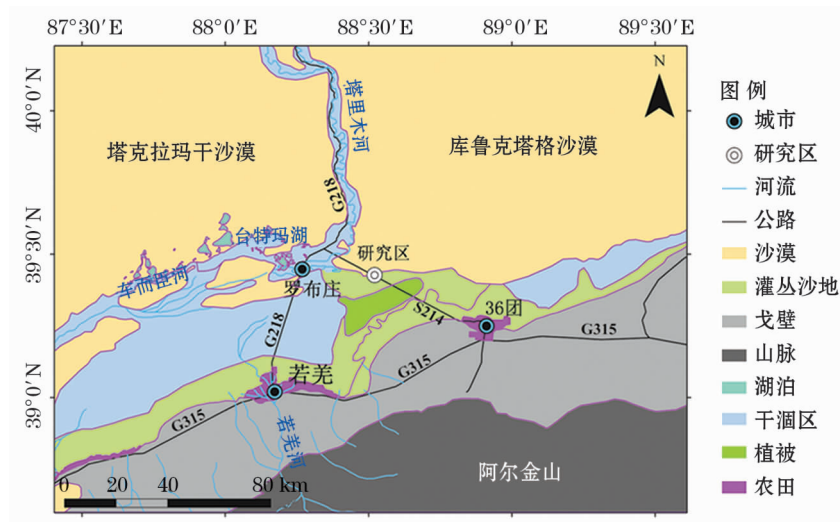 87°30′E 88°0′E 88°30′E 89°0′E 89°30′E
40°0′N
39°30′N
39°0′N
N
塔里木河
塔克拉玛干沙漠
库鲁克塔格沙漠
G218
台特玛湖
研究区
车而臣河
罗布庄
S214
36团
G218
G315
若羌
G315
G315
若羌河
阿尔金山
0 20 40 80 km
图 例
城市
研究区
河流
公路
沙漠
灌丛沙地
戈壁
山脉
湖泊
干涸区
植被
农田